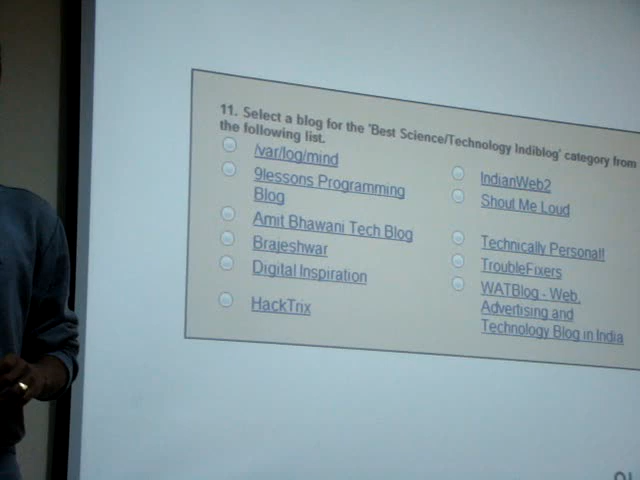 11. Select a blog for the 'Best Science/Technology Indiblog' category from
the following list.
/var/log/mind
9lessons Programming
Blog
Amit Bhawani Tech Blog
Brajeshwar
Digital Inspiration
HackTrix
IndianWeb2
Shout Me Loud
Technically Personal!
TroubleFixers
WATBlog - Web,
Advertising and
Technology Blog in India